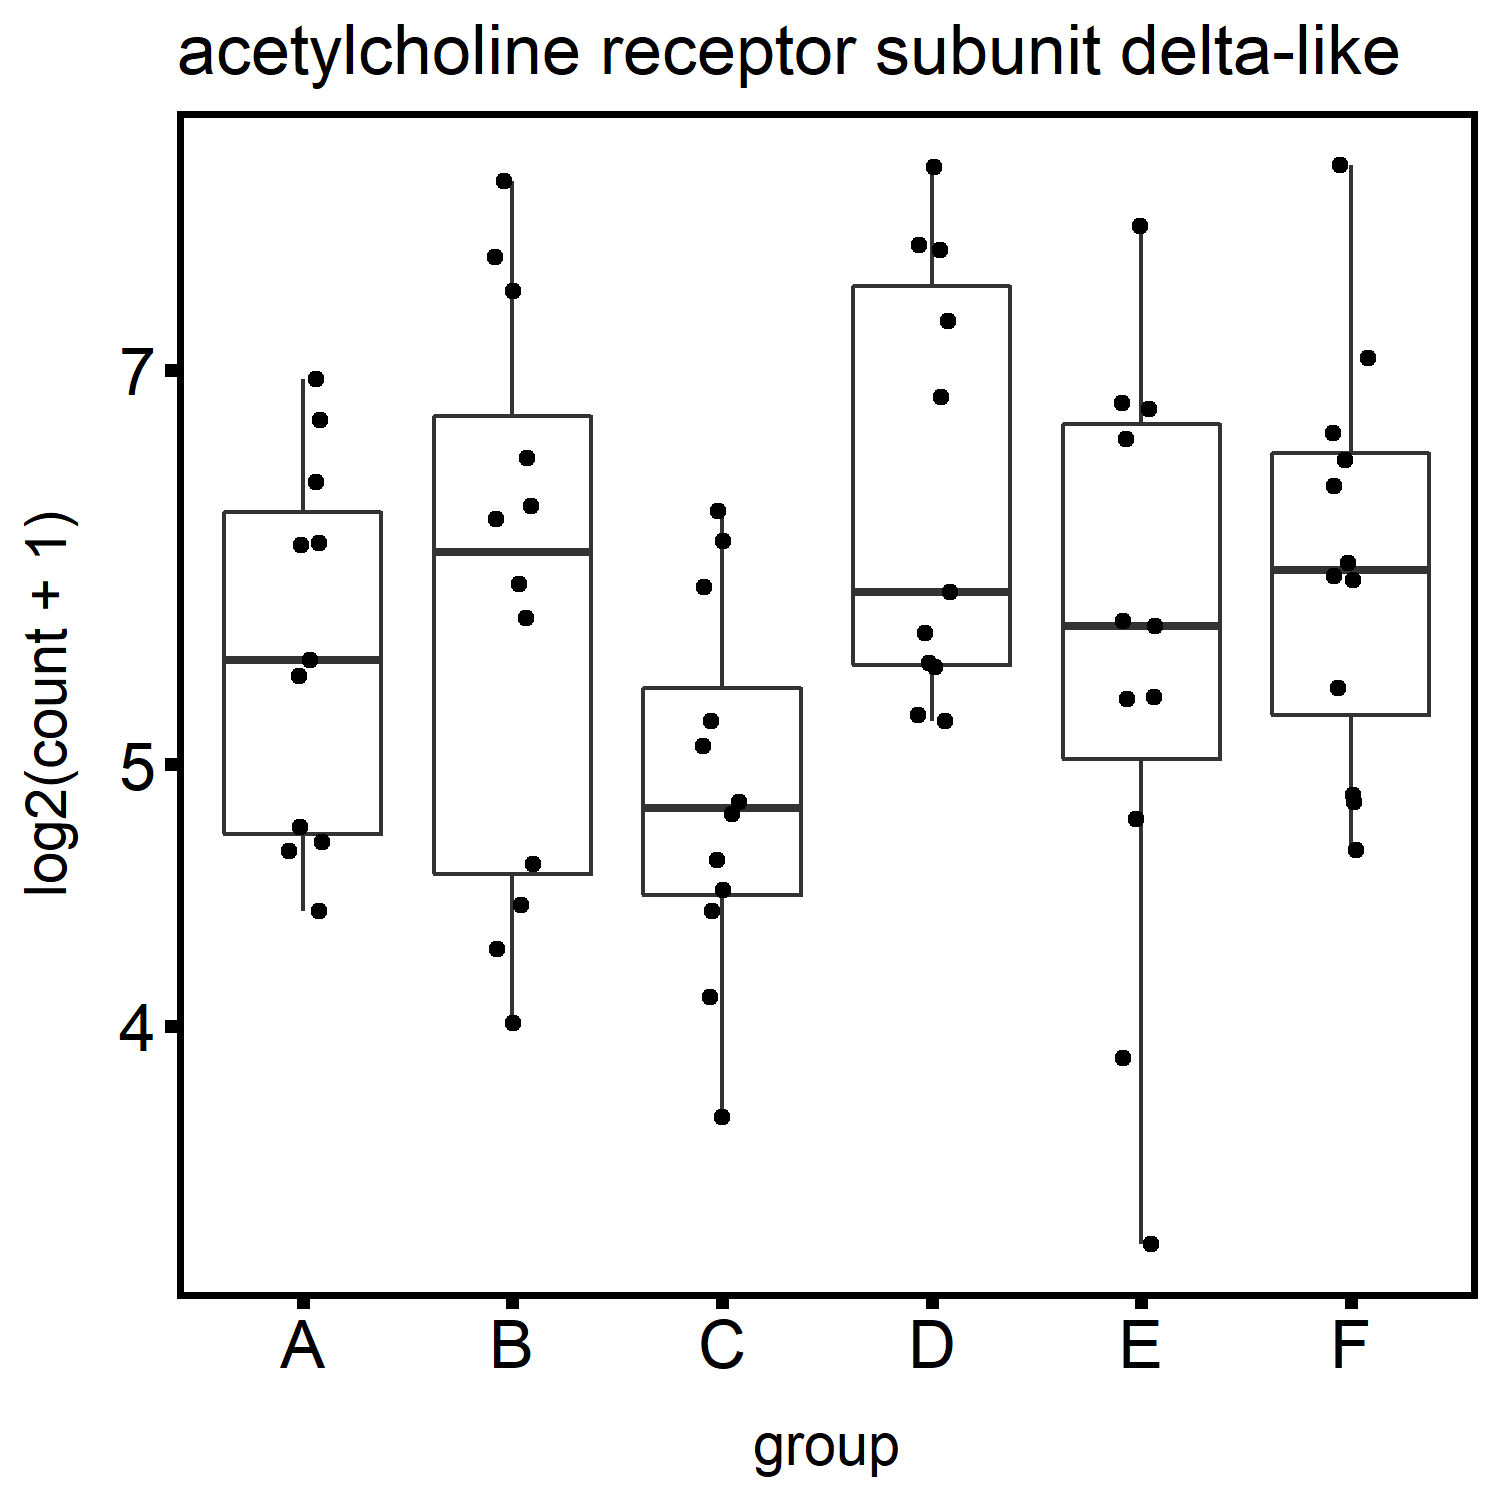 acetylcholine receptor subunit delta-like
log2(count + 1)
7
5
4
A B C D E F
group